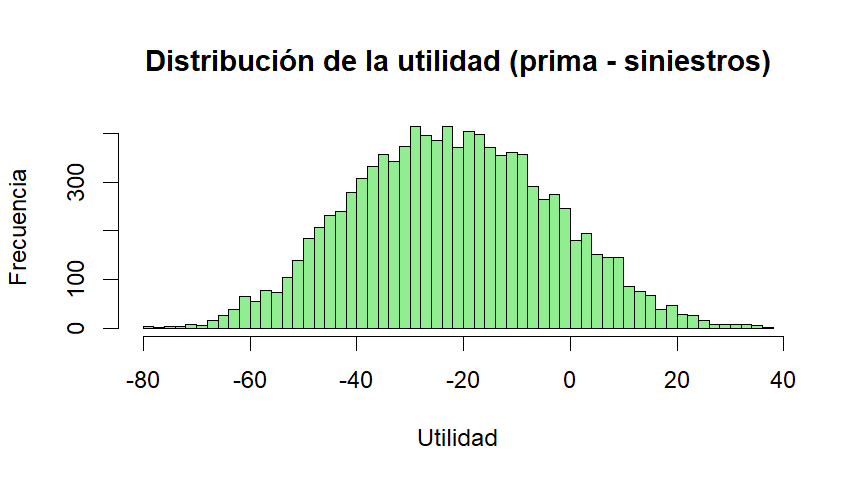 Distribución de la utilidad (prima - siniestros)
Frecuencia
300
100
0
-80 -60 -40 -20 0 20 40
Utilidad